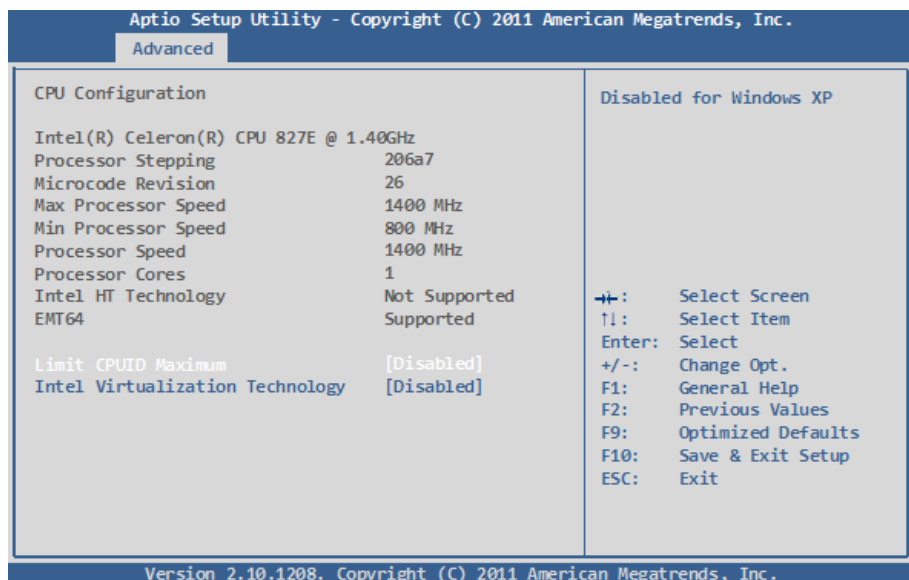 Aptio Setup Utility - Copyright (C) 2011 American Megatrends, Inc.
Advanced
CPU Configuration
Intel(R) Celeron(R) CPU 827E @ 1.40GHz
Processor Stepping 206a7
Microcode Revision 26
Max Processor Speed 1400 MHz
Min Processor Speed 800 MHz
Processor Speed 1400 MHz
Processor Cores 1
Intel HT Technology Not Supported
EMT64 Supported
Limit CPUID Maximum [Disabled]
Intel Virtualization Technology [Disabled]
Disabled for Windows XP
→←: Select Screen
↑↓: Select Item
Enter: Select
+/-: Change Opt.
F1: General Help
F2: Previous Values
F9: Optimized Defaults
F10: Save & Exit Setup
ESC: Exit
Version 2.10.1208. Copyright (C) 2011 American Megatrends, Inc.